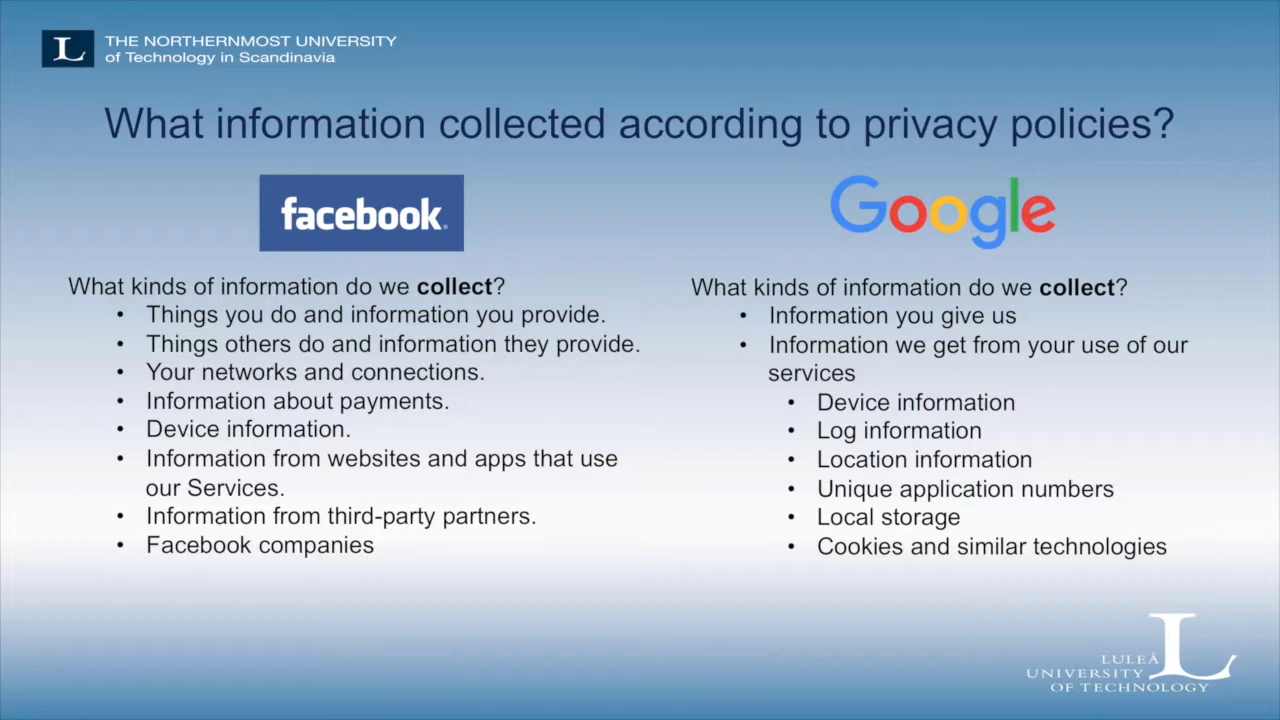 L
THE NORTHERNMOST UNIVERSITY
of Technology in Scandinavia
What information collected according to privacy policies?
facebook.
What kinds of information do we collect?
• Things you do and information you provide.
• Things others do and information they provide.
• Your networks and connections.
• Information about payments.
• Device information.
• Information from websites and apps that use
our Services.
• Information from third-party partners.
• Facebook companies
Google
What kinds of information do we collect?
• Information you give us
• Information we get from your use of our
services
• Device information
• Log information
• Location information
• Unique application numbers
• Local storage
• Cookies and similar technologies
L
LULEÅ
UNIVERSITY
OF TECHNOLOGY